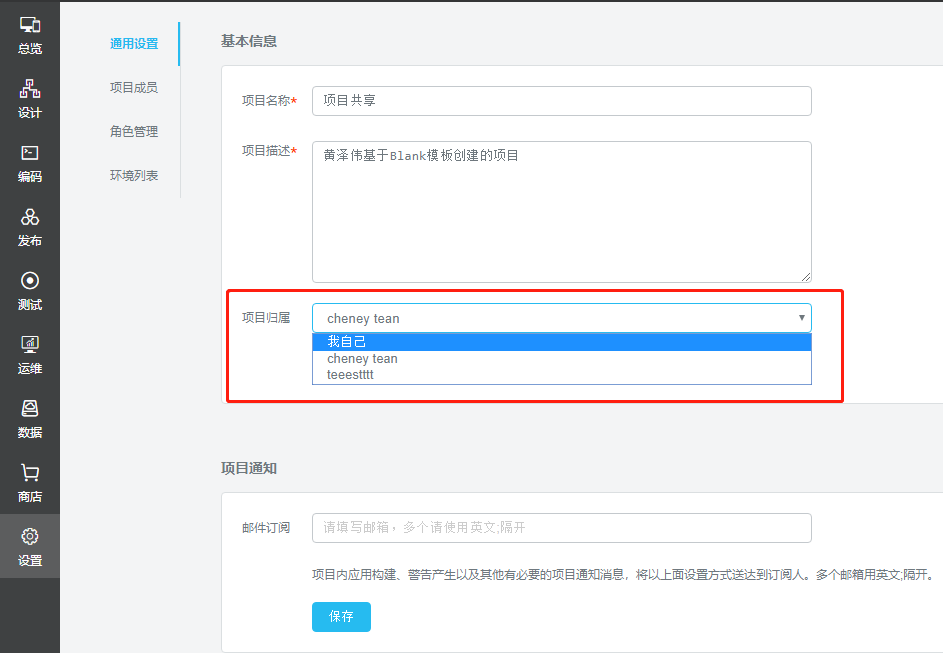 总览
设计
编码
发布
测试
运维
数据
商店
设置
通用设置
项目成员
角色管理
环境列表
基本信息
项目名称*
项目共享
项目描述*
黄泽伟基于Blank模板创建的项目
项目归属
cheney tean
我自己
cheney tean
teeestttt
项目通知
邮件订阅
请填写邮箱，多个请使用英文;隔开
项目内应用构建、警告产生以及其他有必要的项目通知消息，将以上面设置方式送达到订阅人。多个邮箱用英文;隔开。
保存